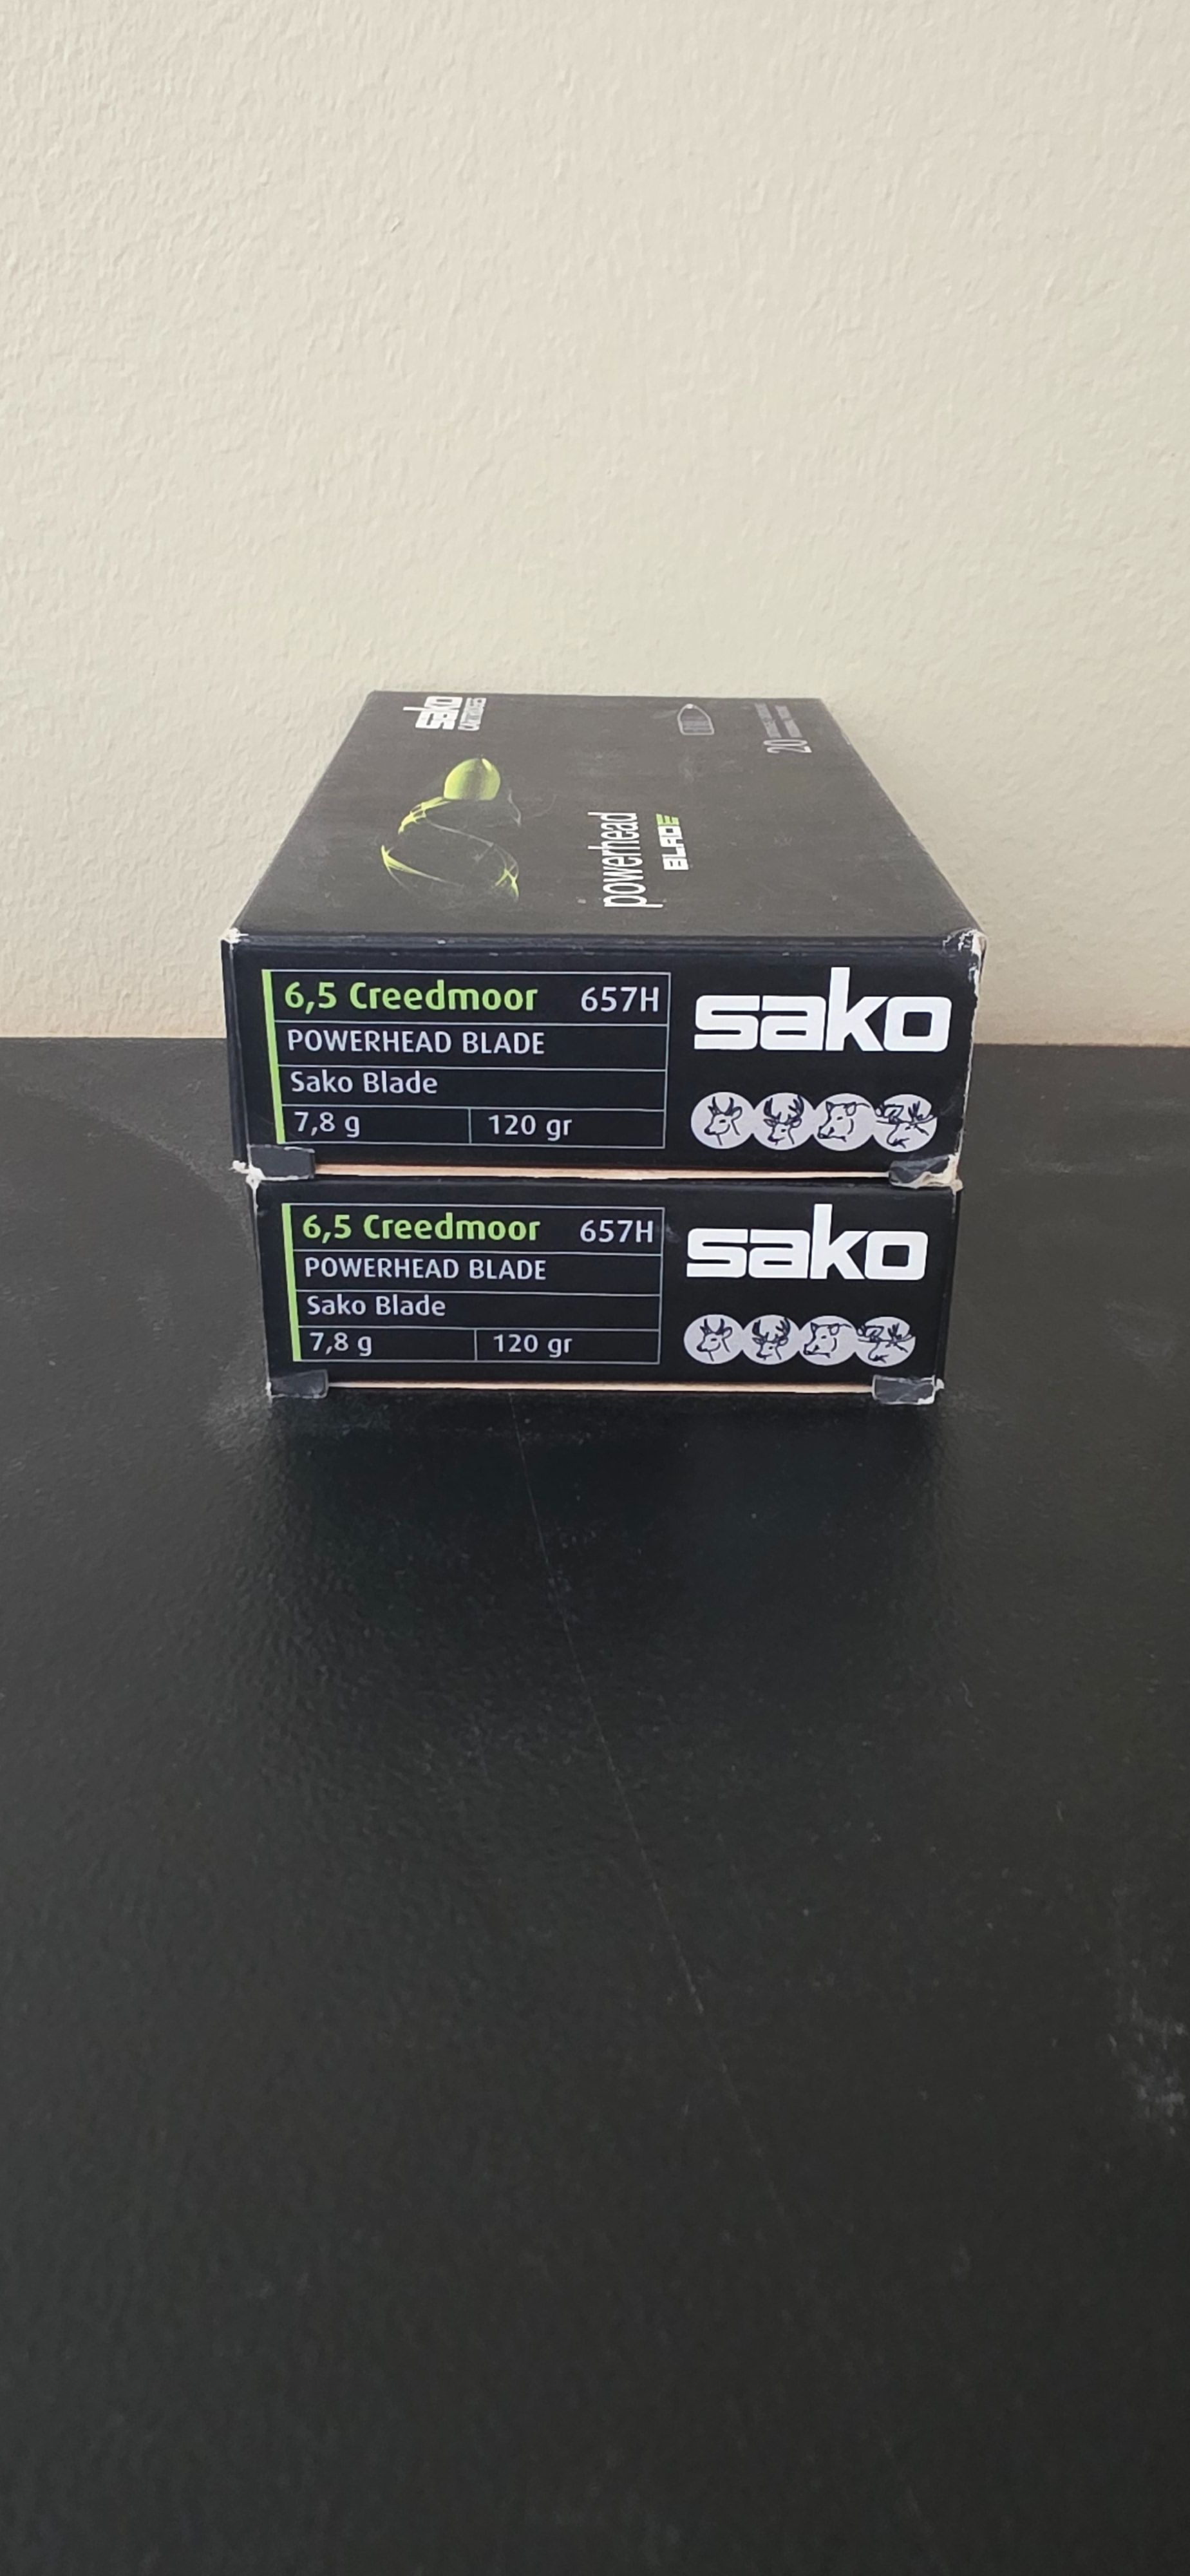 sako
CARTRIDGES
powerhead
BLADE
20
6,5 Creedmoor 657H
POWERHEAD BLADE
Sako Blade
7,8 g 120 gr
sako
6,5 Creedmoor 657H
POWERHEAD BLADE
Sako Blade
7,8 g 120 gr
sako